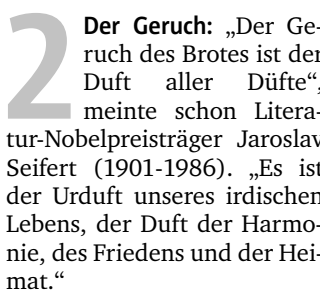 2 Der Geruch: „Der Ge-
ruch des Brotes ist der
Duft aller Düfte“,
meinte schon Litera-
tur-Nobelpreisträger Jaroslav
Seifert (1901-1986). „Es ist
der Urduft unseres irdischen
Lebens, der Duft der Harmo-
nie, des Friedens und der Hei-
mat.“